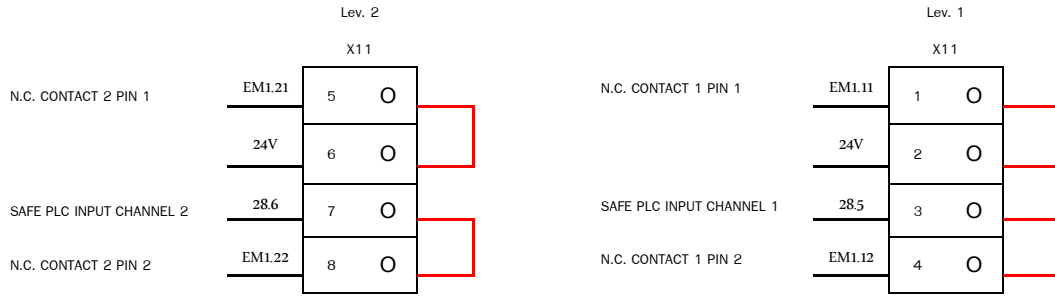 Lev. 2
X11
N.C. CONTACT 2 PIN 1
EM1.21
5 O
24V
6 O
SAFE PLC INPUT CHANNEL 2
28.6
7 O
N.C. CONTACT 2 PIN 2
EM1.22
8 O
Lev. 1
X11
N.C. CONTACT 1 PIN 1
EM1.11
1 O
24V
2 O
SAFE PLC INPUT CHANNEL 1
28.5
3 O
N.C. CONTACT 1 PIN 2
EM1.12
4 O